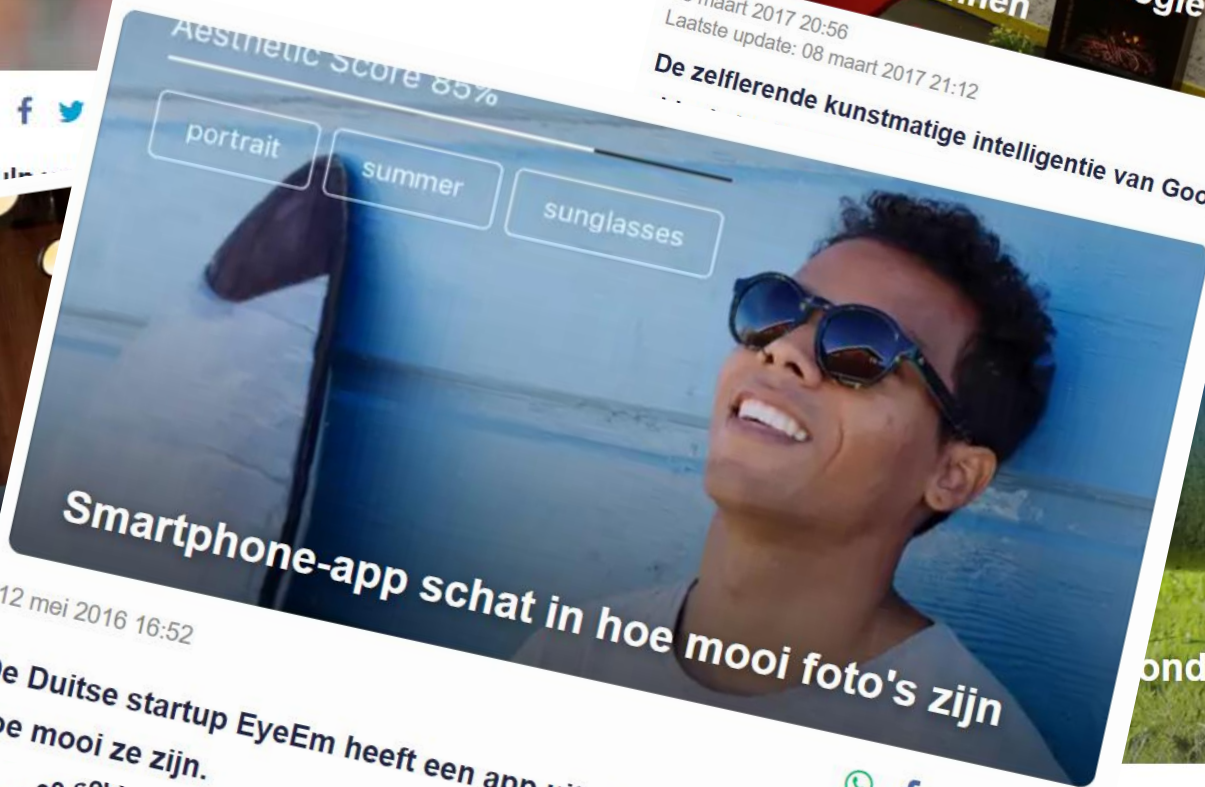 maart 2017 20:56
Laatste update: 08 maart 2017 21:12
De zelflerende kunstmatige intelligentie van
Aesthetic Score 85%
portrait
summer
sunglasses
Smartphone-app schat in hoe mooi foto's zijn
12 mei 2016 16:52
De Duitse startup EyeEm heeft een app
mooi ze zijn.